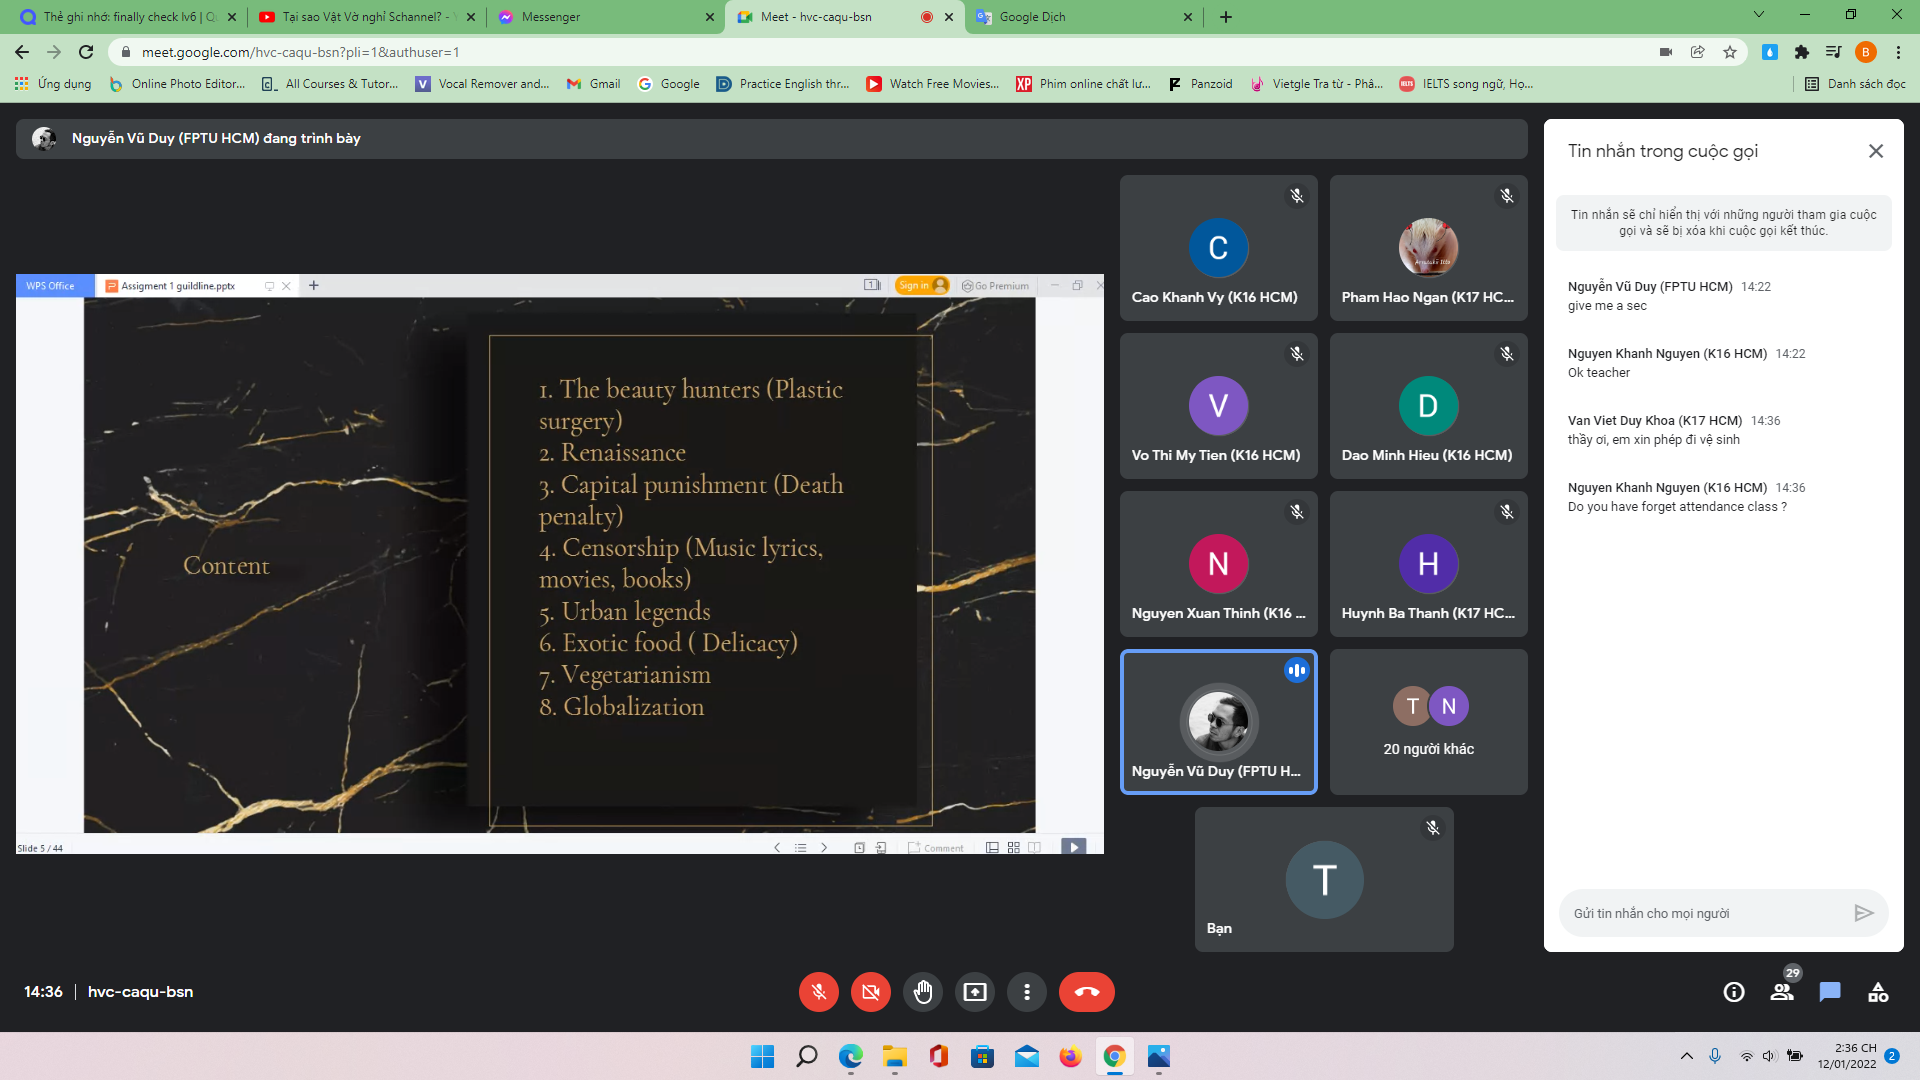 Thẻ ghi nhớ: finally check lv6 | Qu
Tại sao Vật Vờ nghỉ Schannel? - Y
Messenger
Meet - hvc-caqu-bsn
Google Dịch
meet.google.com/hvc-caqu-bsn?pli=1&authuser=1
B
Ứng dụng
Online Photo Editor...
All Courses & Tutor...
Vocal Remover and...
Gmail
Google
Practice English thr...
Watch Free Movies...
XP
Phim online chất lư...
Panzoid
Vietgle Tra từ - Phâ...
IELTS song ngữ, Họ...
Danh sách đọc
Nguyễn Vũ Duy (FPTU HCM) đang trình bày
WPS Office
Assigment 1 guildline.pptx
Sign in
Go Premium
Content
1. The beauty hunters (Plastic
surgery)
2. Renaissance
3. Capital punishment (Death
penalty)
4. Censorship (Music lyrics,
movies, books)
5. Urban legends
6. Exotic food ( Delicacy)
7. Vegetarianism
8. Globalization
Slide 5 / 44
Comment
C
Cao Khanh Vy (K16 HCM)
Pham Hao Ngan (K17 HC...
V
Vo Thi My Tien (K16 HCM)
D
Dao Minh Hieu (K16 HCM)
N
Nguyen Xuan Thinh (K16 ...
H
Huynh Ba Thanh (K17 HC...
Nguyễn Vũ Duy (FPTU H...
T
N
20 người khác
T
Bạn
Tin nhắn trong cuộc gọi
Tin nhắn sẽ chỉ hiển thị với những người tham gia cuộc
gọi và sẽ bị xóa khi cuộc gọi kết thúc.
Nguyễn Vũ Duy (FPTU HCM) 14:22
give me a sec
Nguyen Khanh Nguyen (K16 HCM) 14:22
Ok teacher
Van Viet Duy Khoa (K17 HCM) 14:36
thầy ơi, em xin phép đi vệ sinh
Nguyen Khanh Nguyen (K16 HCM) 14:36
Do you have forget attendance class ?
Gửi tin nhắn cho mọi người
14:36 | hvc-caqu-bsn
29
2:36 CH
12/01/2022
2